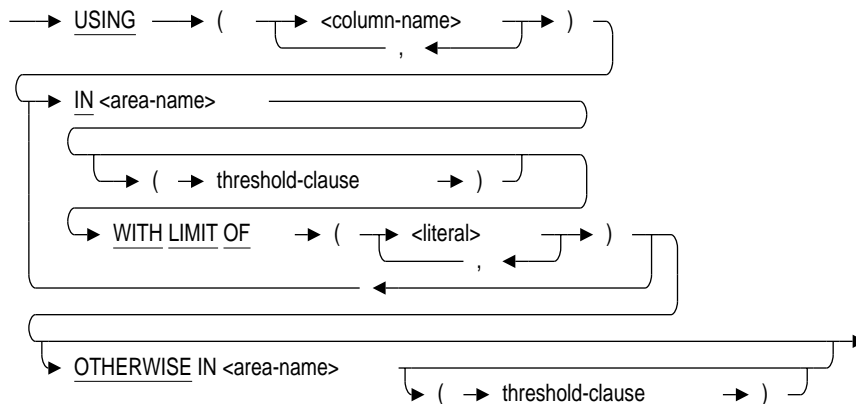 USING ( <column-name> )
,
IN <area-name>
( threshold-clause )
WITH LIMIT OF ( <literal> )
,
OTHERWISE IN <area-name>
( threshold-clause )